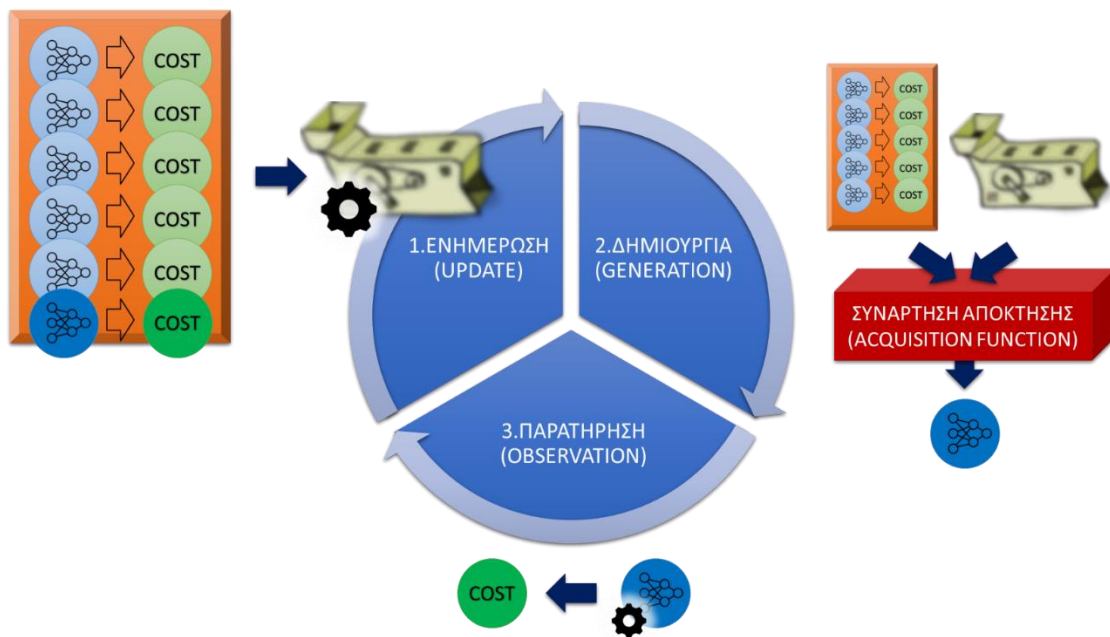 COST
COST
COST
COST
COST
COST
1.ΕΝΗΜΕΡΩΣΗ
(UPDATE)
2.ΔΗΜΙΟΥΡΓΙΑ
(GENERATION)
3.ΠΑΡΑΤΗΡΗΣΗ
(OBSERVATION)
COST
COST
COST
COST
COST
COST
ΣΥΝΑΡΤΗΣΗ ΑΠΟΚΤΗΣΗΣ
(ACQUISITION FUNCTION)